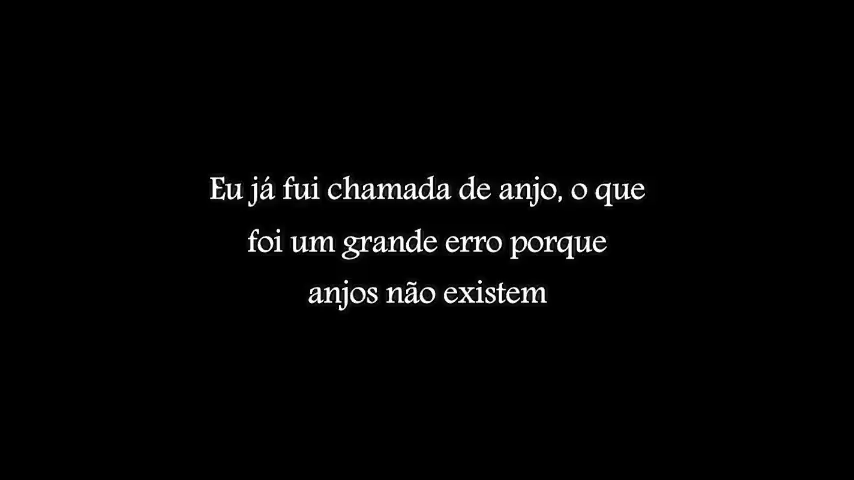 Eu já fui chamada de anjo, o que
foi um grande erro porque
anjos não existem